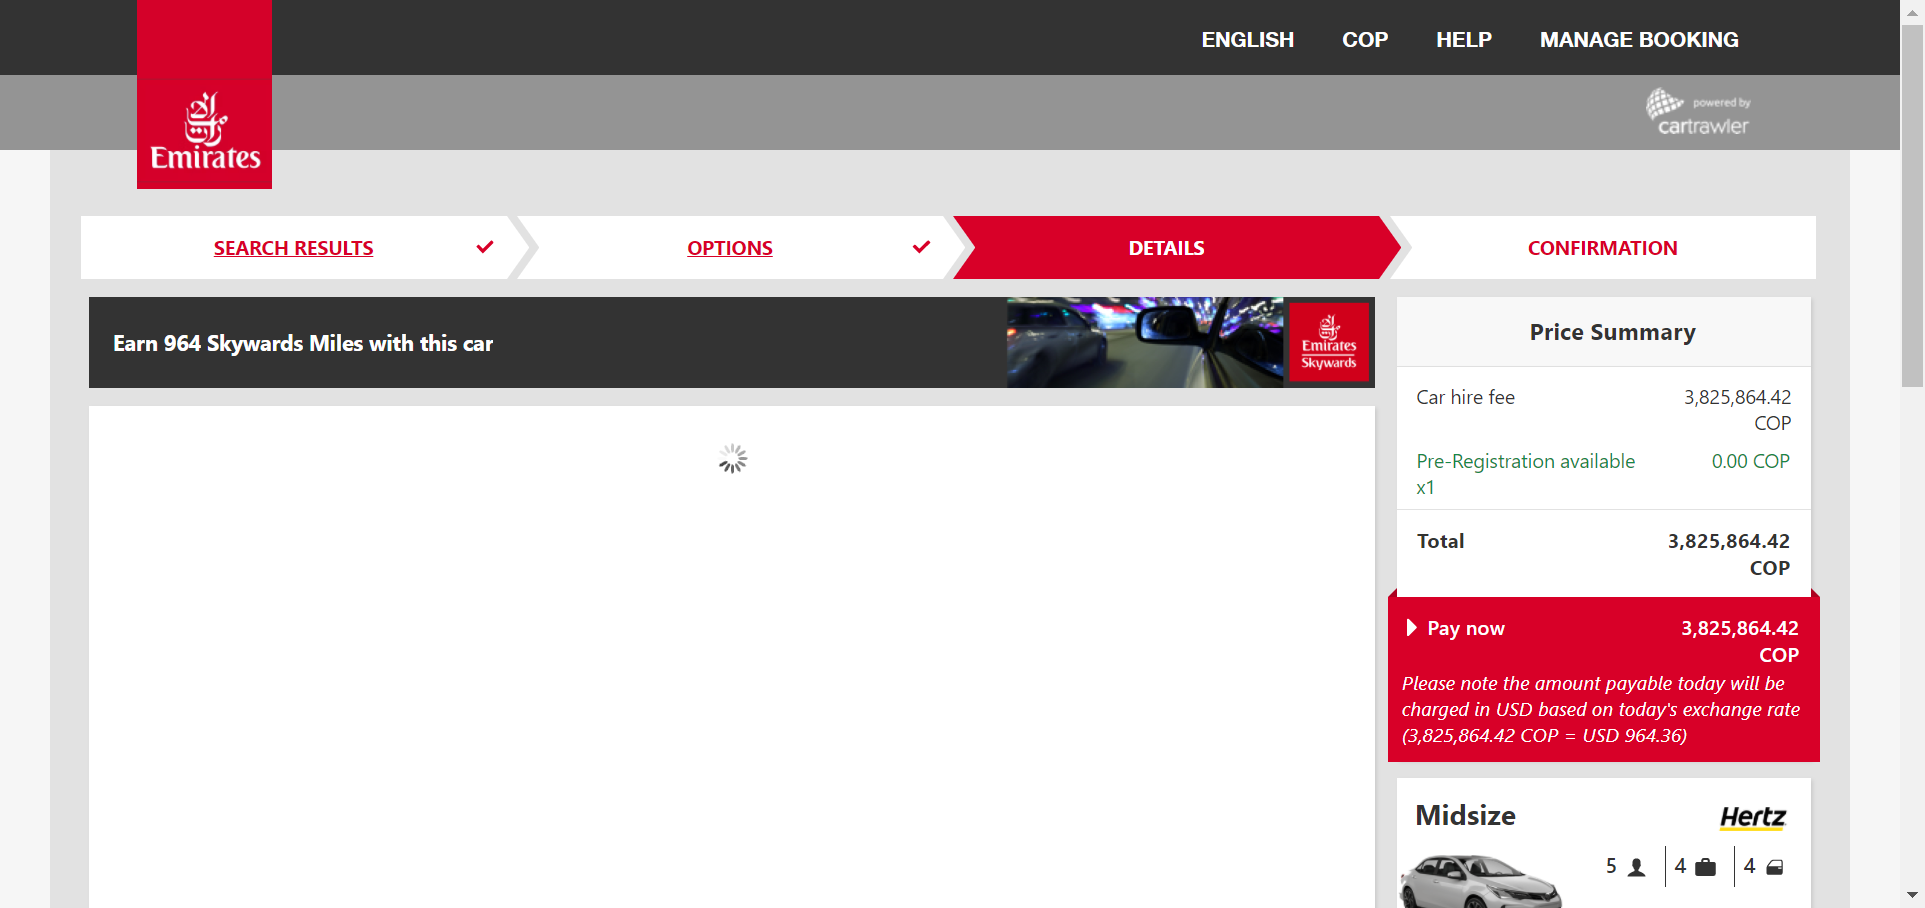 ENGLISH COP HELP MANAGE BOOKING
powered by
cartrawler
Emirates
SEARCH RESULTS OPTIONS DETAILS CONFIRMATION
Earn 964 Skywards Miles with this car
Emirates
Skywards
Price Summary
Car hire fee 3,825,864.42
COP
Pre-Registration available 0.00 COP
x1
Total 3,825,864.42
COP
Pay now 3,825,864.42
COP
Please note the amount payable today will be
charged in USD based on today's exchange rate
(3,825,864.42 COP = USD 964.36)
Midsize Hertz
5 4 4